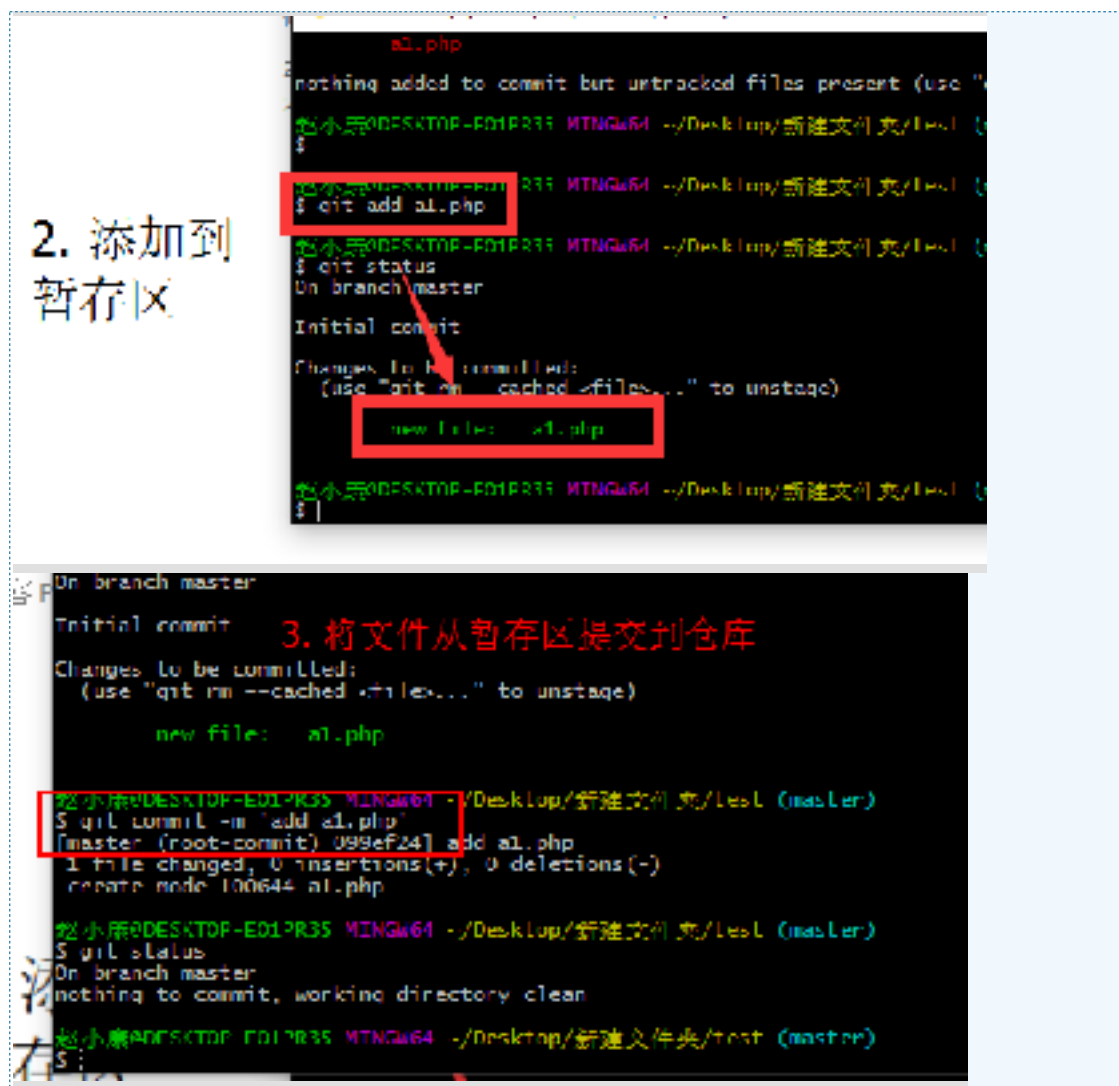 a1.php
nothing added to commit but untracked files present (use "
赵小康@DESKTOP-E01PR35 MINGW64 ~/Desktop/新建文件夹/test (
$
赵小康@DESKTOP-E01PR35 MINGW64 ~/Desktop/新建文件夹/test (
$ git add a1.php
2. 添加到
暂存区
赵小康@DESKTOP-E01PR35 MINGW64 ~/Desktop/新建文件夹/test (
$ git status
On branch master
Initial commit
Changes to be committed:
(use "git rm --cached <file>..." to unstage)
new file: a1.php
赵小康@DESKTOP-E01PR35 MINGW64 ~/Desktop/新建文件夹/test (
$
On branch master
Initial commit
3. 将文件从暂存区提交到仓库
Changes to be committed:
(use "git rm --cached <file>..." to unstage)
new file: a1.php
赵小康@DESKTOP-E01PR35 MINGW64 ~/Desktop/新建文件夹/test (master)
$ git commit -m 'add a1.php'
[master (root-commit) 099ef24] add a1.php
1 file changed, 0 insertions(+), 0 deletions(-)
create mode 100644 a1.php
赵小康@DESKTOP-E01PR35 MINGW64 ~/Desktop/新建文件夹/test (master)
$ git status
On branch master
nothing to commit, working directory clean
赵小康@DESKTOP-E01PR35 MINGW64 ~/Desktop/新建文件夹/test (master)
$